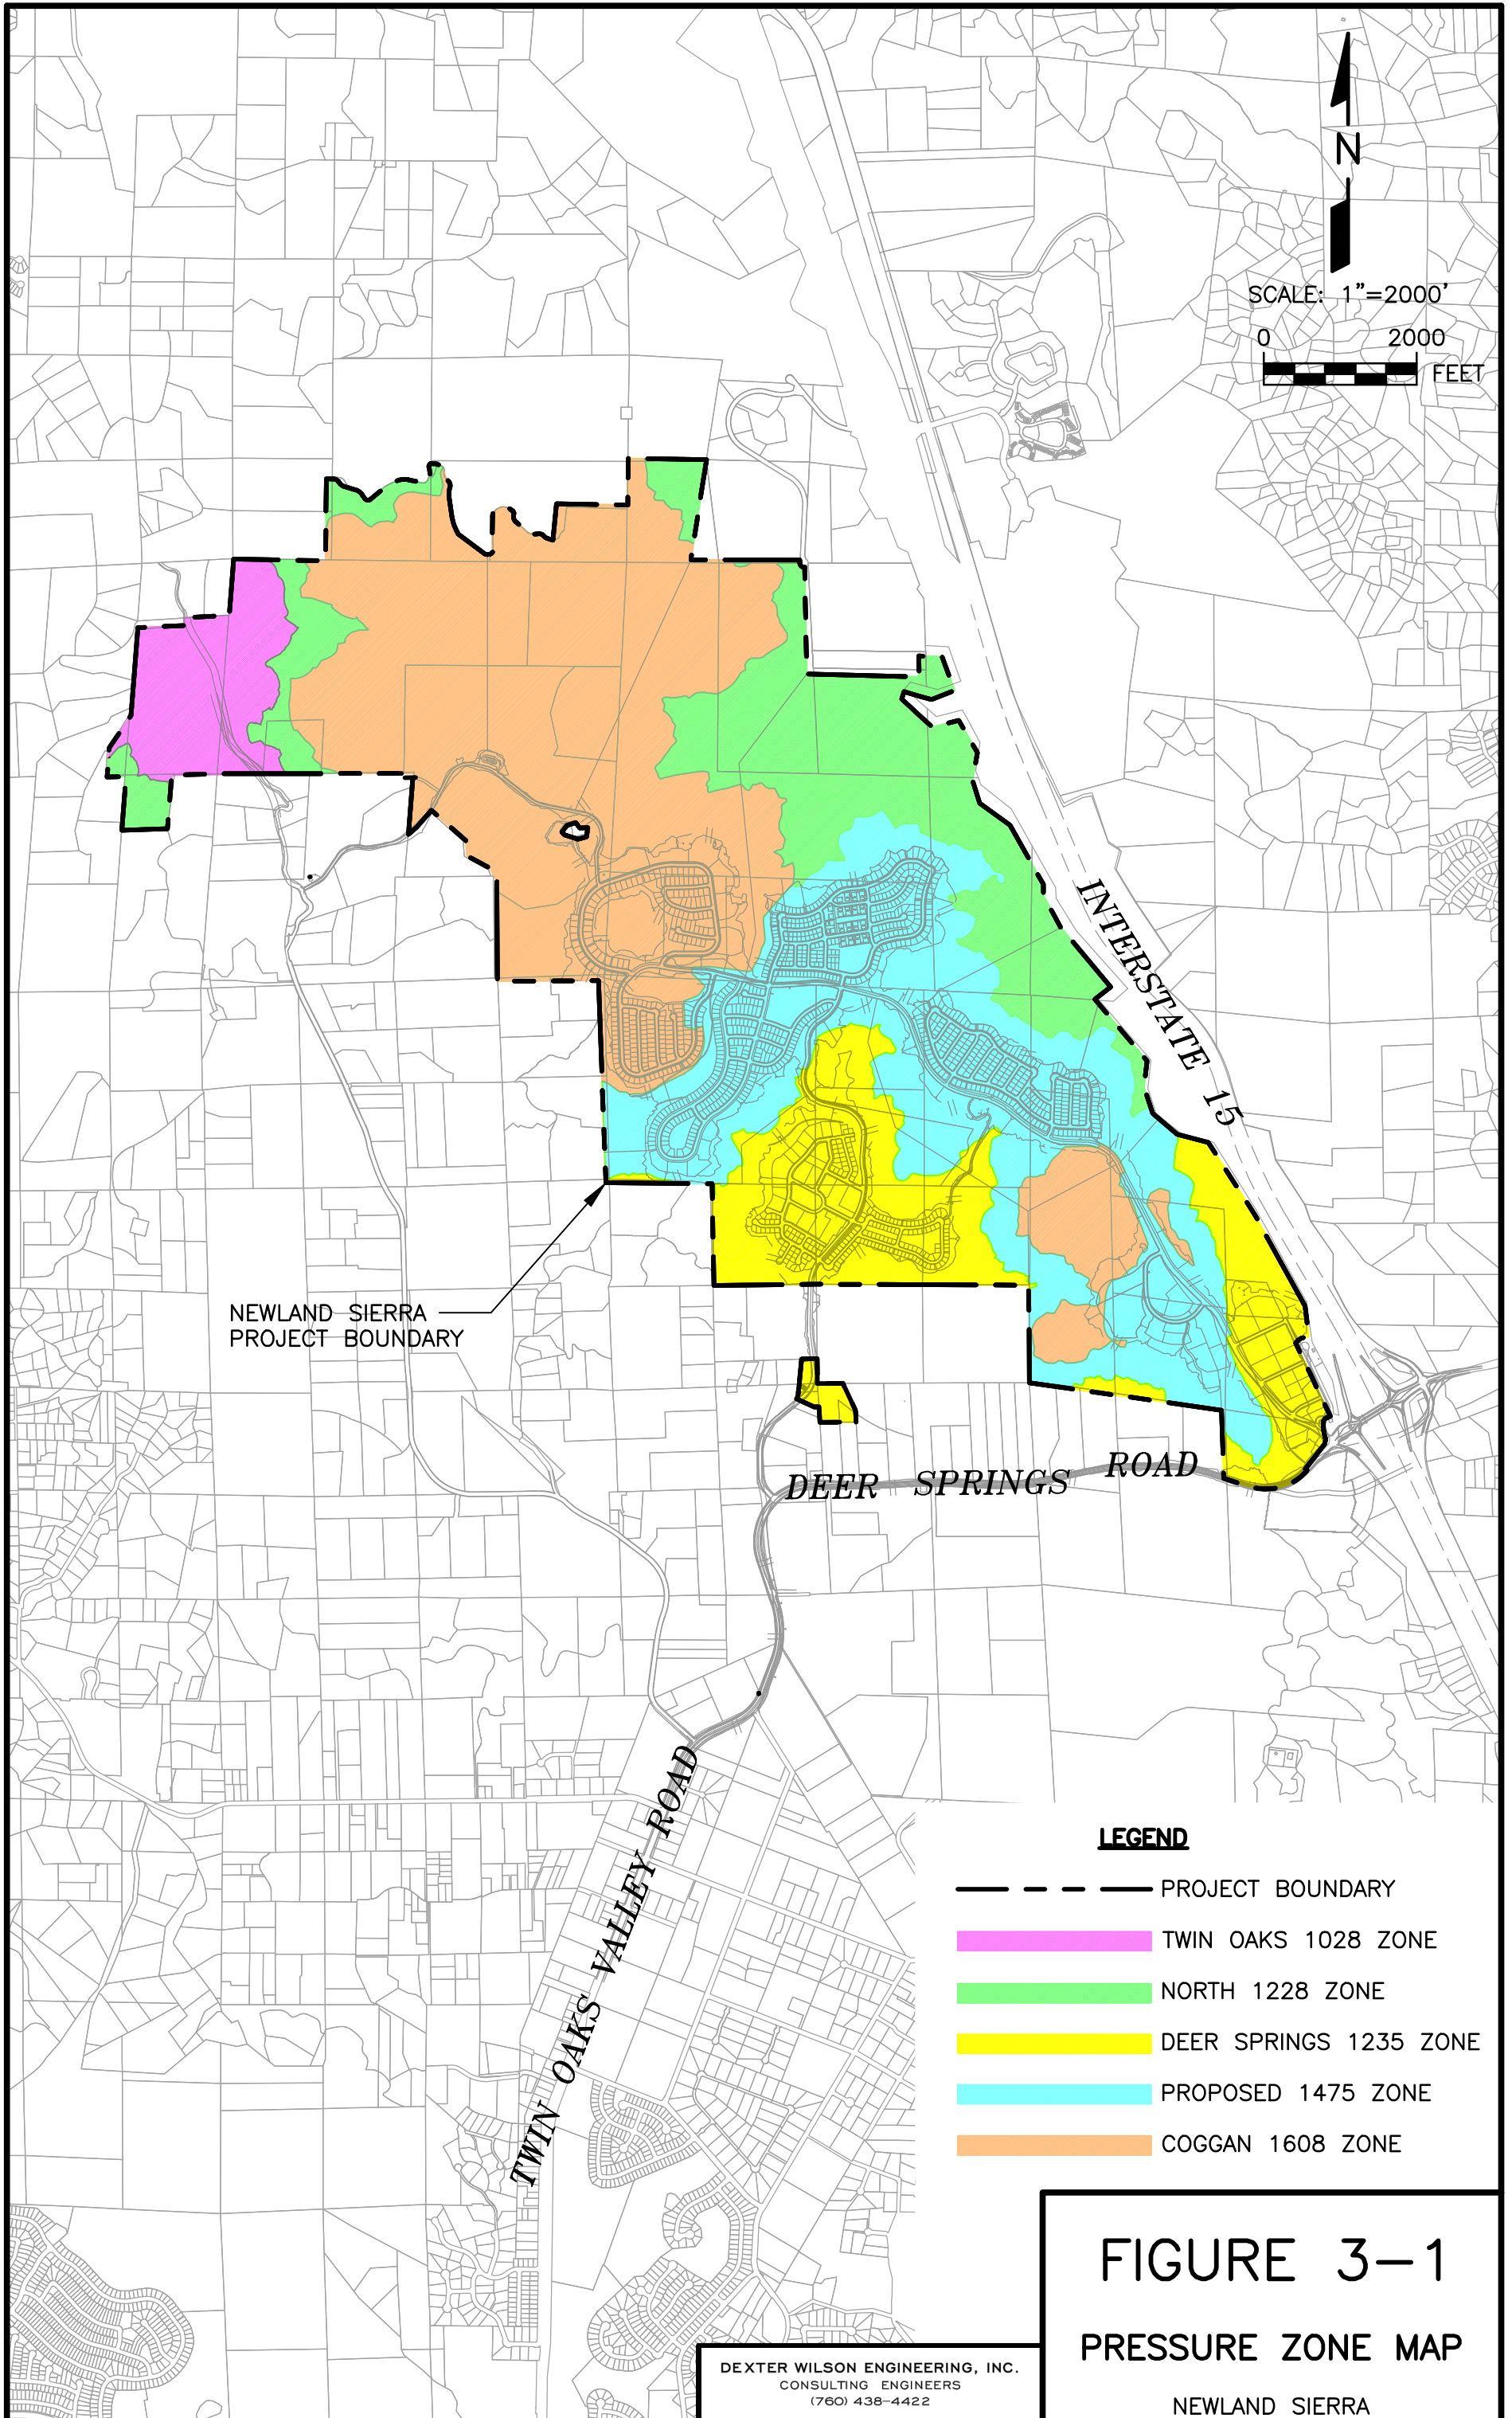 N
SCALE: 1"=2000'
0 2000
FEET
INTERSTATE 15
NEWLAND SIERRA
PROJECT BOUNDARY
DEER SPRINGS ROAD
TWIN OAKS VALLEY ROAD
LEGEND
PROJECT BOUNDARY
TWIN OAKS 1028 ZONE
NORTH 1228 ZONE
DEER SPRINGS 1235 ZONE
PROPOSED 1475 ZONE
COGGAN 1608 ZONE
FIGURE 3-1
PRESSURE ZONE MAP
NEWLAND SIERRA
DEXTER WILSON ENGINEERING, INC.
CONSULTING ENGINEERS
(760) 438-4422